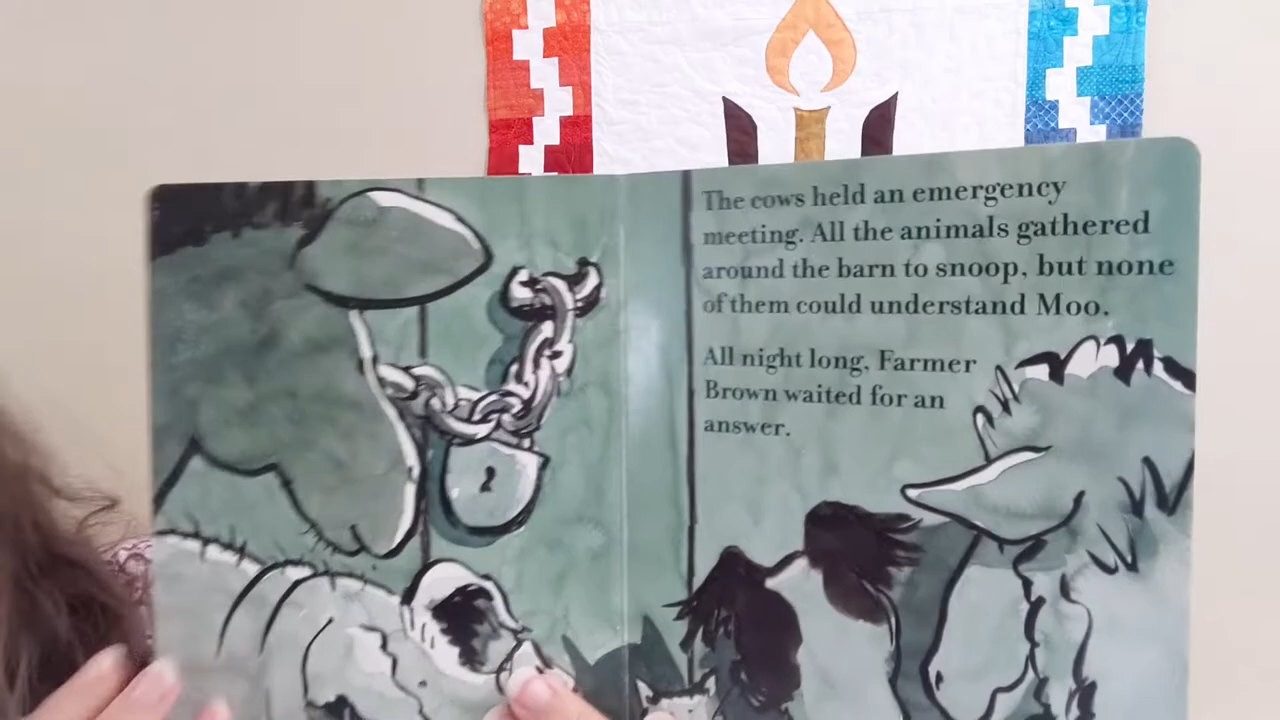 The cows held an emergency
meeting. All the animals gathered
around the barn to snoop, but none
of them could understand Moo.
All night long, Farmer
Brown waited for an
answer.